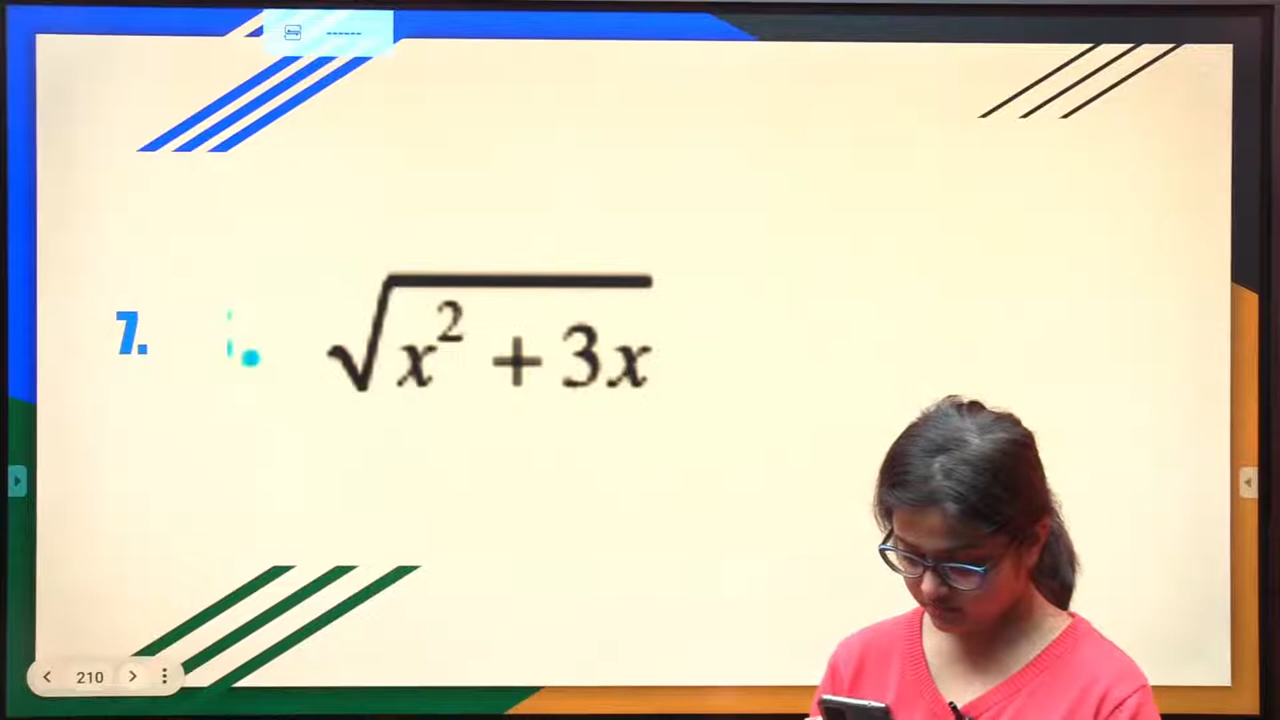 7. √(x² + 3x)
210